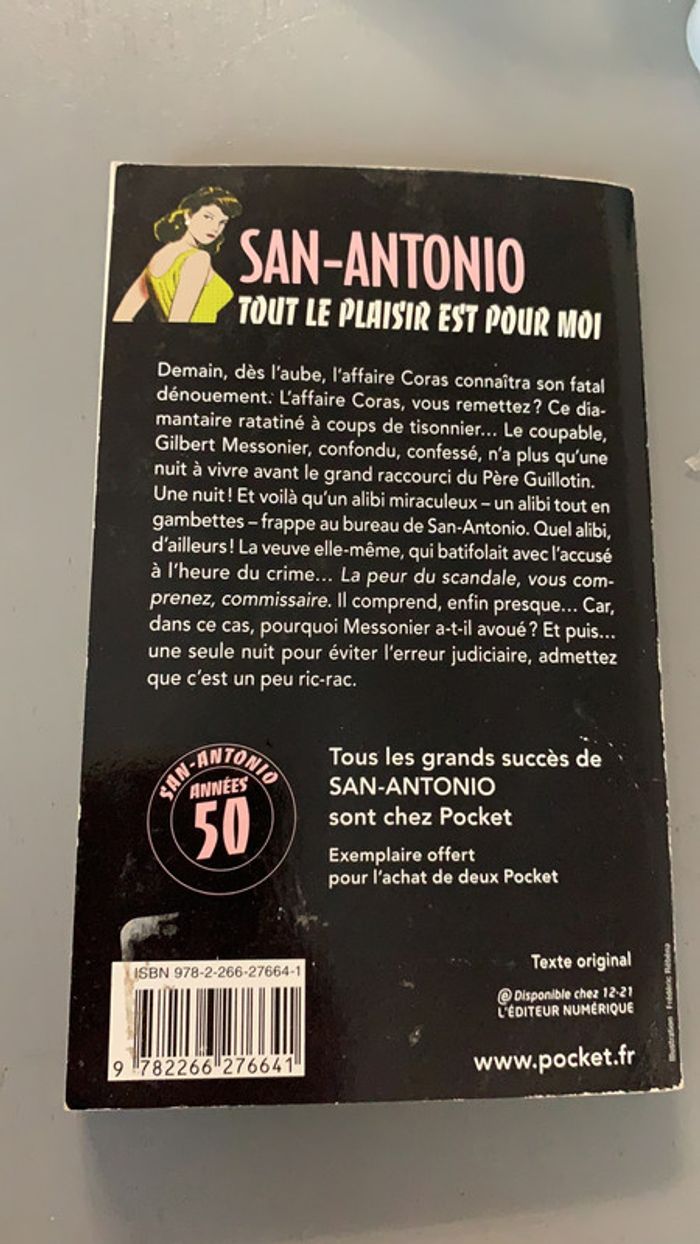 SAN-ANTONIO
TOUT LE PLAISIR EST POUR MOI
Demain, dès l'aube, l'affaire Coras connaîtra son fatal
dénouement. L'affaire Coras, vous remettez ? Ce dia-
mantaire ratatiné à coups de tisonnier... Le coupable,
Gilbert Messonier, confondu, confessé, n'a plus qu'une
nuit à vivre avant le grand raccourci du Père Guillotin.
Une nuit ! Et voilà qu'un alibi miraculeux – un alibi tout en
gambettes – frappe au bureau de San-Antonio. Quel alibi,
d'ailleurs ! La veuve elle-même, qui batifolait avec l'accusé
à l'heure du crime... La peur du scandale, vous com-
prenez, commissaire. Il comprend, enfin presque... Car,
dans ce cas, pourquoi Messonier a-t-il avoué ? Et puis...
une seule nuit pour éviter l'erreur judiciaire, admettez
que c'est un peu ric-rac.
SAN-ANTONIO
ANNÉES
50
Tous les grands succès de
SAN-ANTONIO
sont chez Pocket
Exemplaire offert
pour l'achat de deux Pocket
ISBN 978-2-266-27664-1
9 782266 276641
Texte original
@ Disponible chez 12-21
L'ÉDITEUR NUMÉRIQUE
www.pocket.fr
Illustration : Frédéric Rébéna